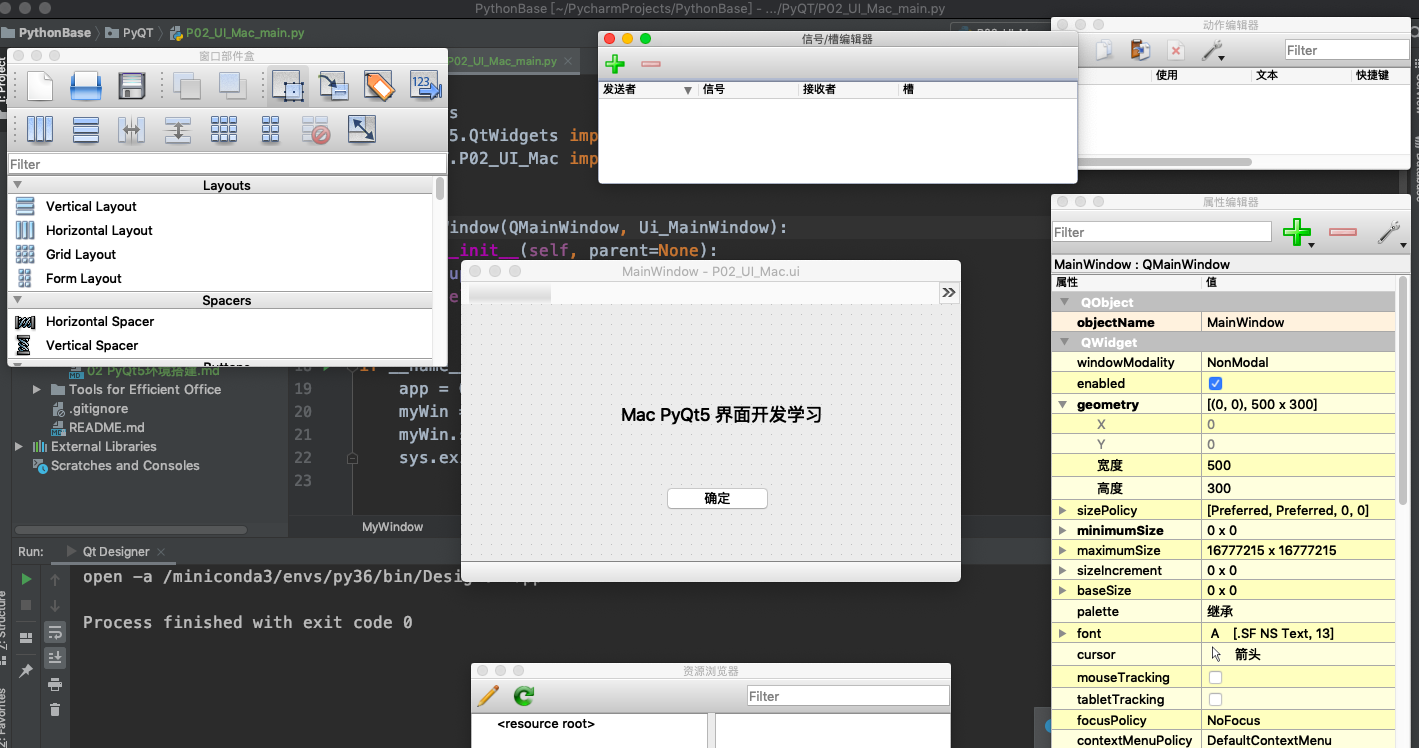 PythonBase [~/PycharmProjects/PythonBase] - .../PyQT/P02_UI_Mac_main.py
PythonBase
PyQT
P02_UI_Mac_main.py
窗口部件盒
Filter
Layouts
Vertical Layout
Horizontal Layout
Grid Layout
Form Layout
Spacers
Horizontal Spacer
Vertical Spacer
Buttons
02 PyQt5环境搭建.md
Tools for Efficient Office
.gitignore
README.md
External Libraries
Scratches and Consoles
P02_UI_Mac_main.py
5.QtWidgets imp
.P02_UI_Mac imp
indow(QMainWindow, Ui_MainWindow):
_init__(self, parent=None):
18 if __name_
19 app =
20 myWin =
21 myWin.
22 sys.ex
23
MyWindow
信号/槽编辑器
发送者 信号 接收者 槽
动作编辑器
Filter
使用 文本 快捷键
MainWindow - P02_UI_Mac.ui
Mac PyQt5 界面开发学习
确定
属性编辑器
Filter
MainWindow : QMainWindow
属性 值
QObject
objectName MainWindow
QWidget
windowModality NonModal
enabled
geometry [(0, 0), 500 x 300]
X 0
Y 0
宽度 500
高度 300
sizePolicy [Preferred, Preferred, 0, 0]
minimumSize 0 x 0
maximumSize 16777215 x 16777215
sizeIncrement 0 x 0
baseSize 0 x 0
palette 继承
font A [.SF NS Text, 13]
cursor 箭头
mouseTracking
tabletTracking
focusPolicy NoFocus
contextMenuPolicy DefaultContextMenu
Run: Qt Designer
open -a /miniconda3/envs/py36/bin/Desig
Process finished with exit code 0
Z: Structure
Favorites
资源浏览器
Filter
<resource root>